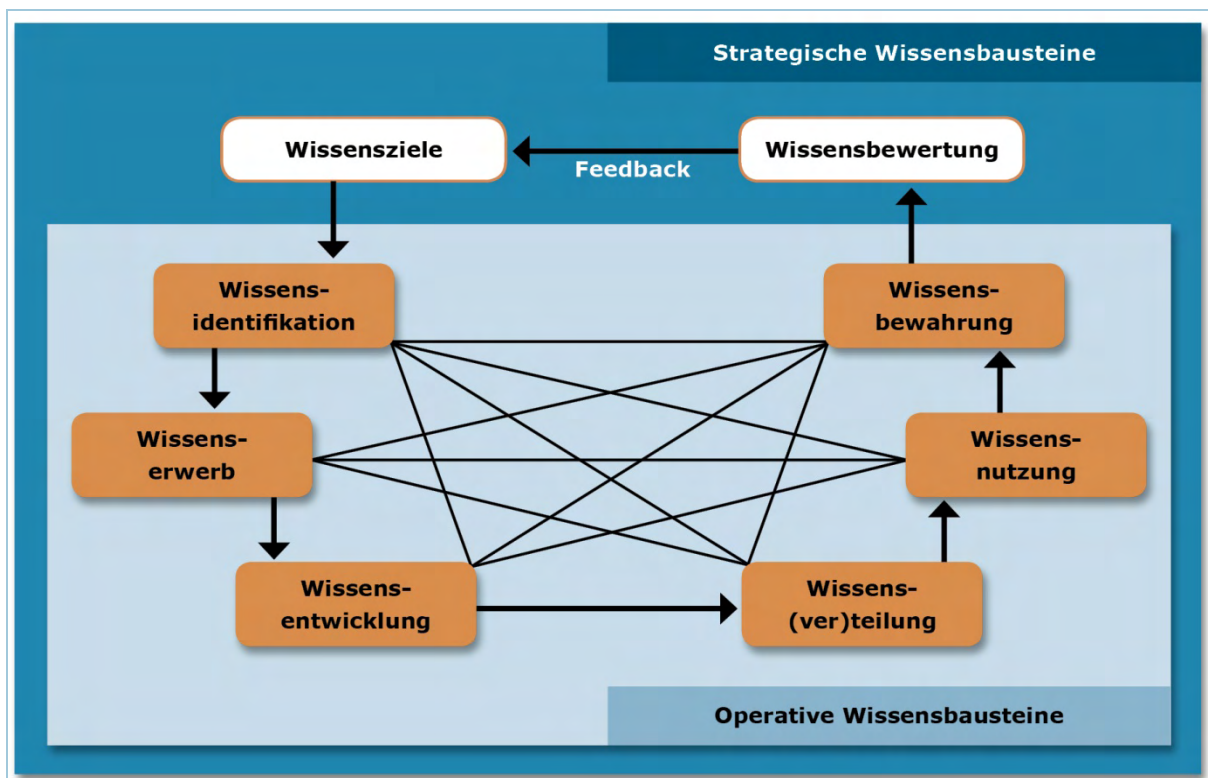 Strategische Wissensbausteine
Wissensziele
Feedback
Wissensbewertung
Wissens-
identifikation
Wissens-
bewahrung
Wissens-
erwerb
Wissens-
nutzung
Wissens-
entwicklung
Wissens-
(ver)teilung
Operative Wissensbausteine